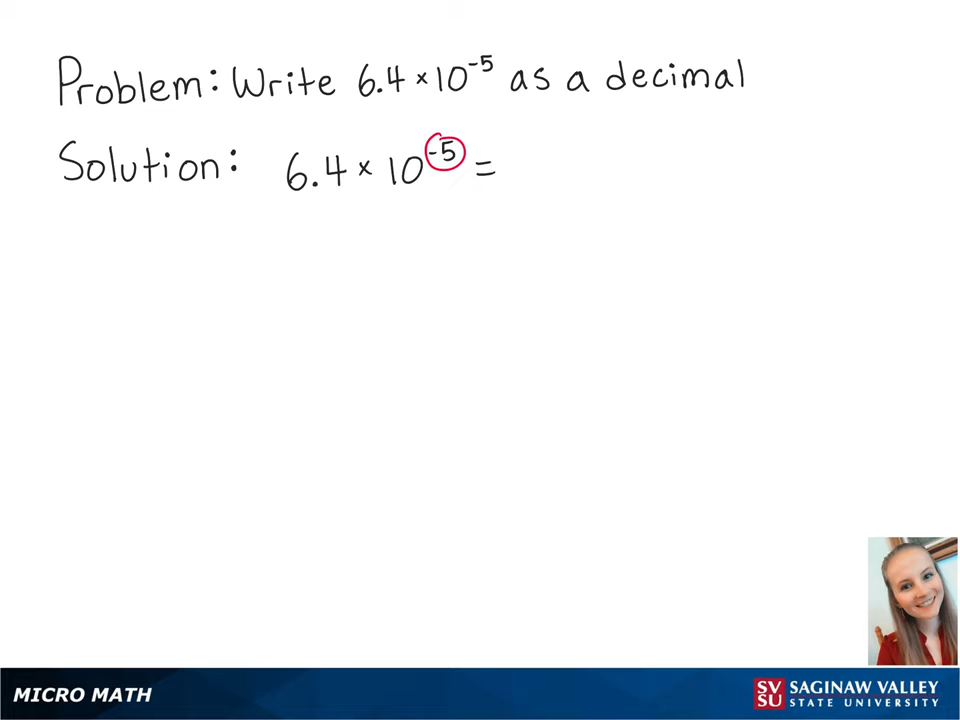 Problem: Write 6.4 × 10⁻⁵ as a decimal
Solution: 6.4 × 10⁻⁵ =
MICRO MATH
SV SU SAGINAW VALLEY STATE UNIVERSITY